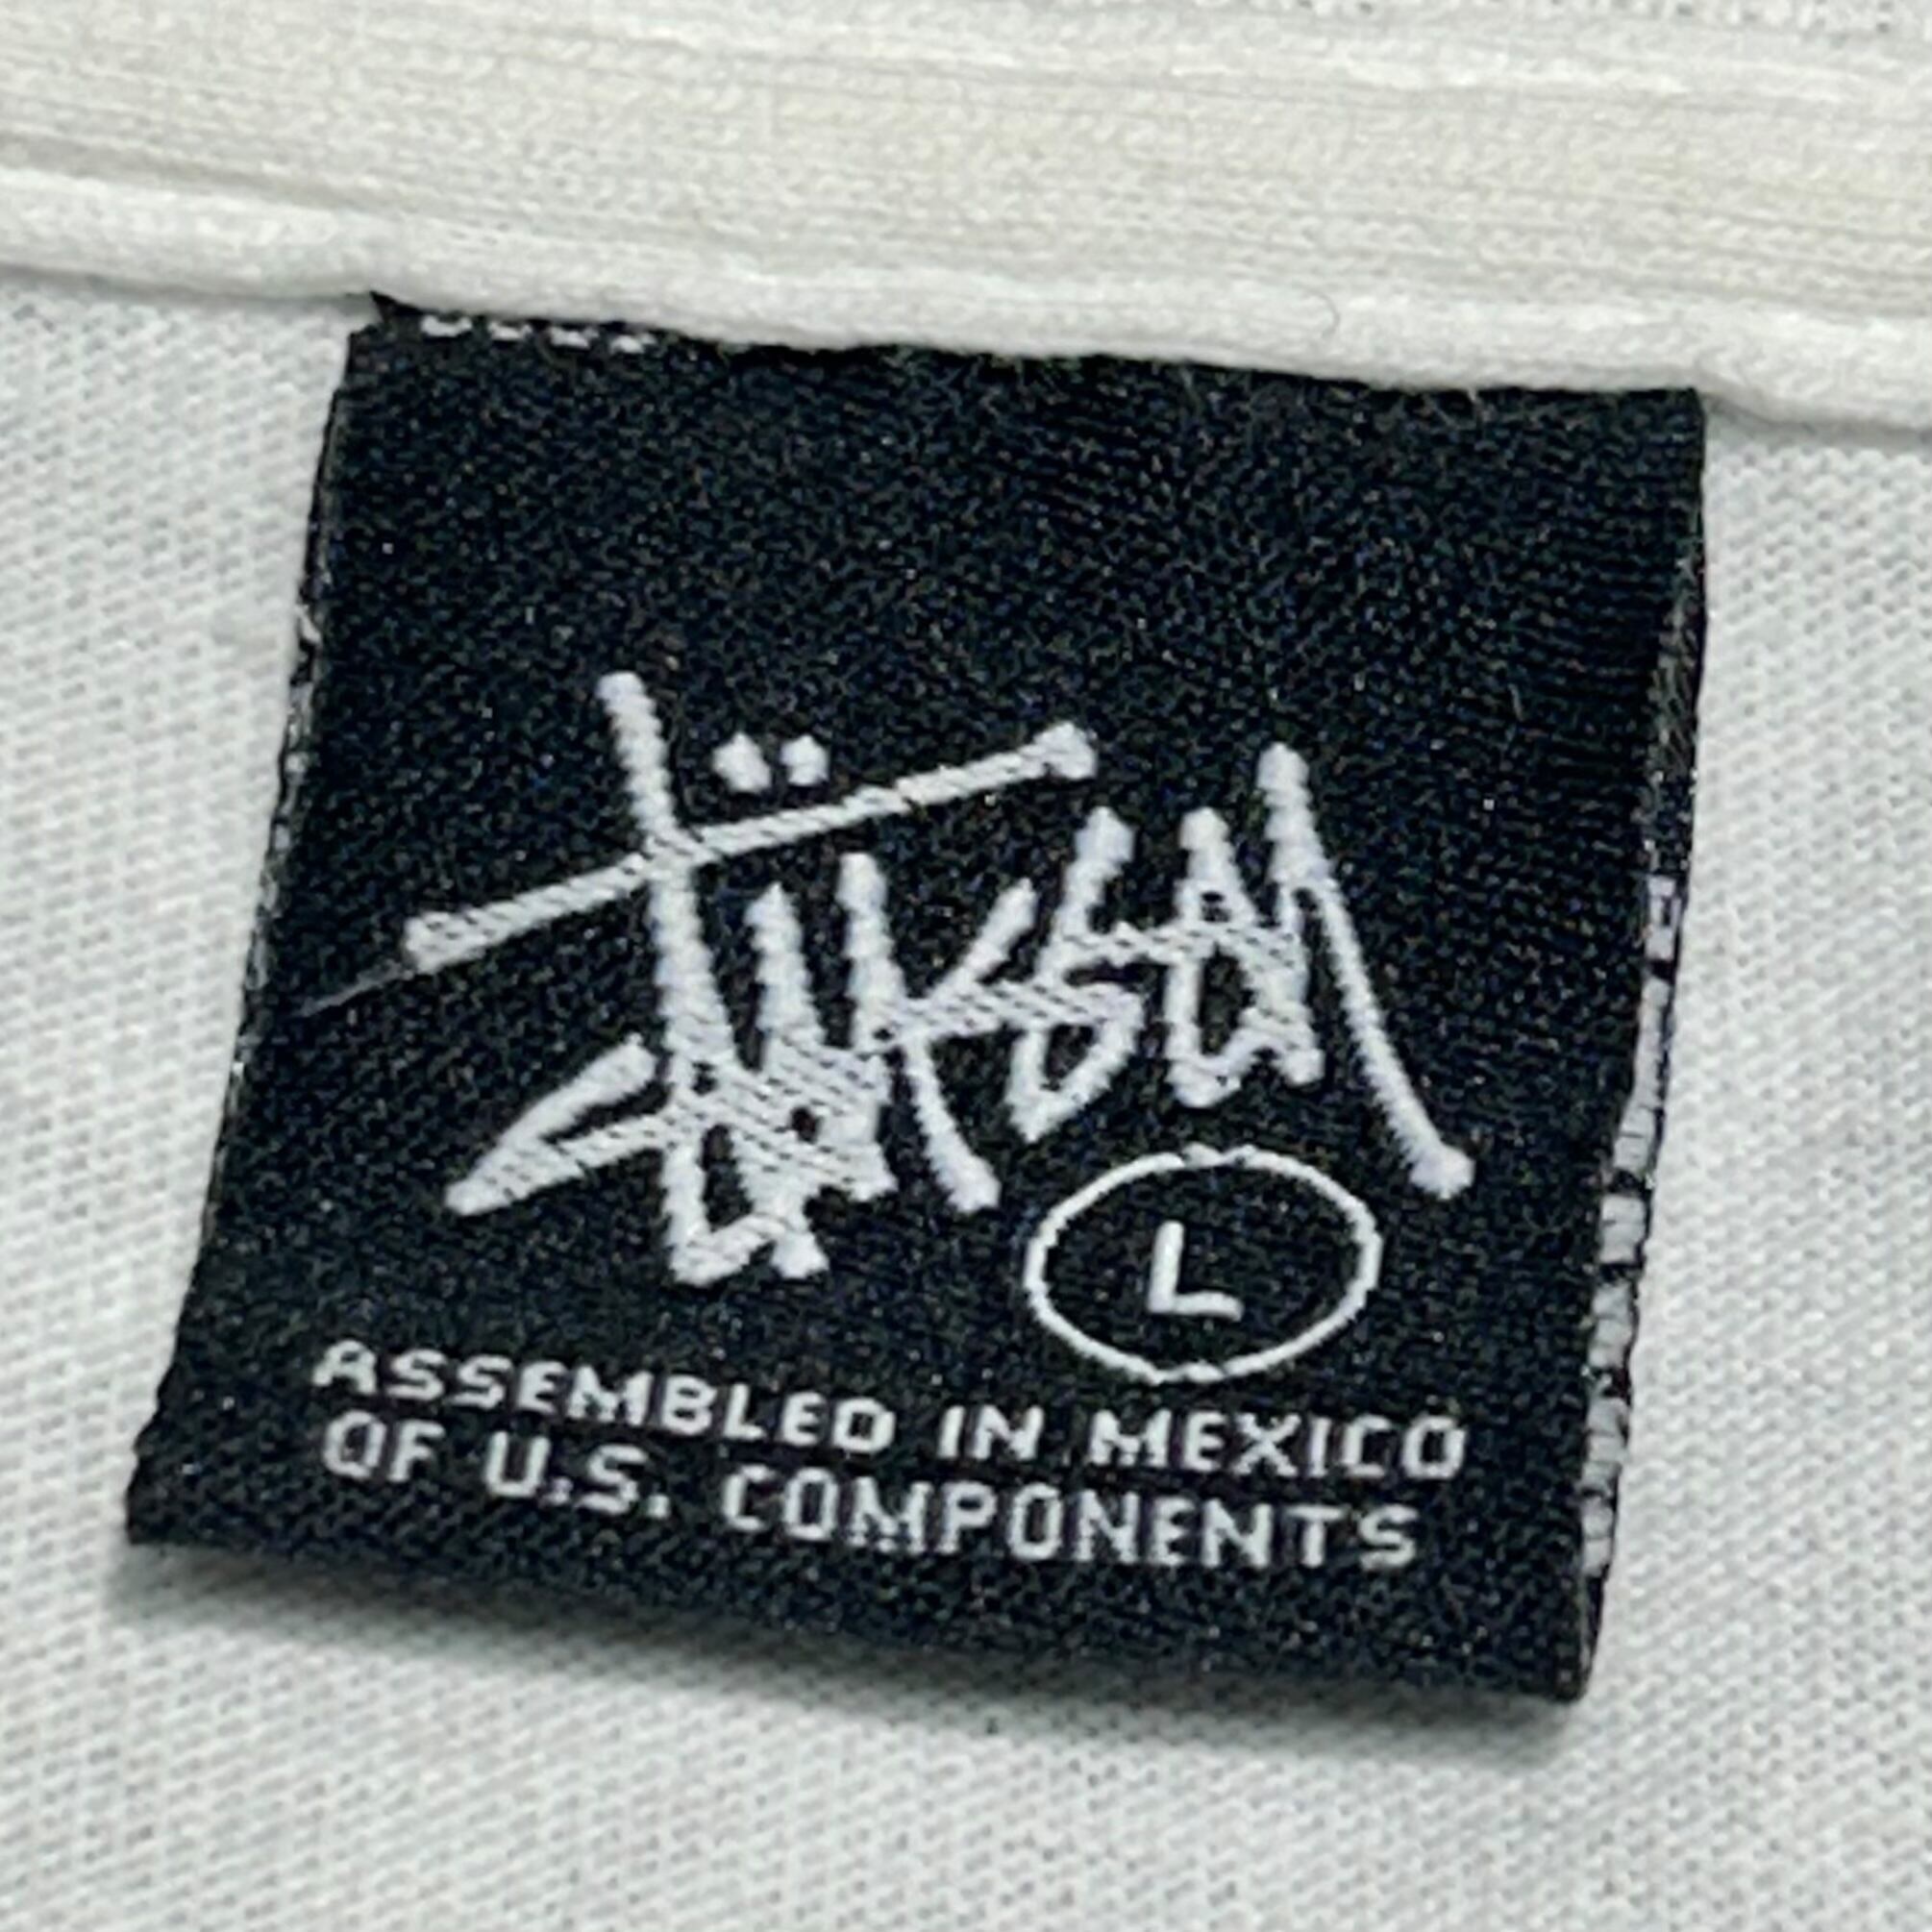 Stüssy
L
ASSEMBLED IN MEXICO
OF U.S. COMPONENTS